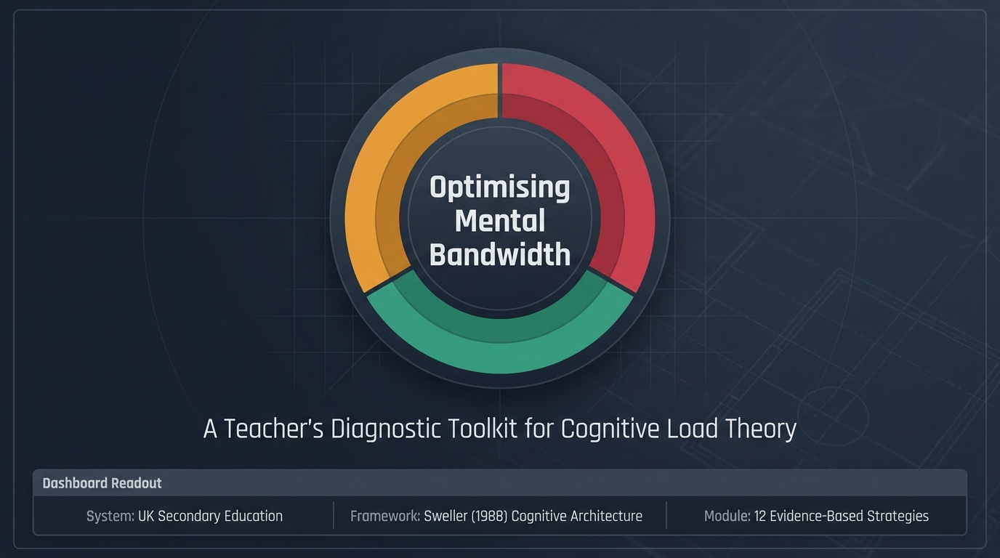 Optimising
Mental
Bandwidth
A Teacher's Diagnostic Toolkit for Cognitive Load Theory
Dashboard Readout
System: UK Secondary Education
Framework: Sweller (1988) Cognitive Architecture
Module: 12 Evidence-Based Strategies